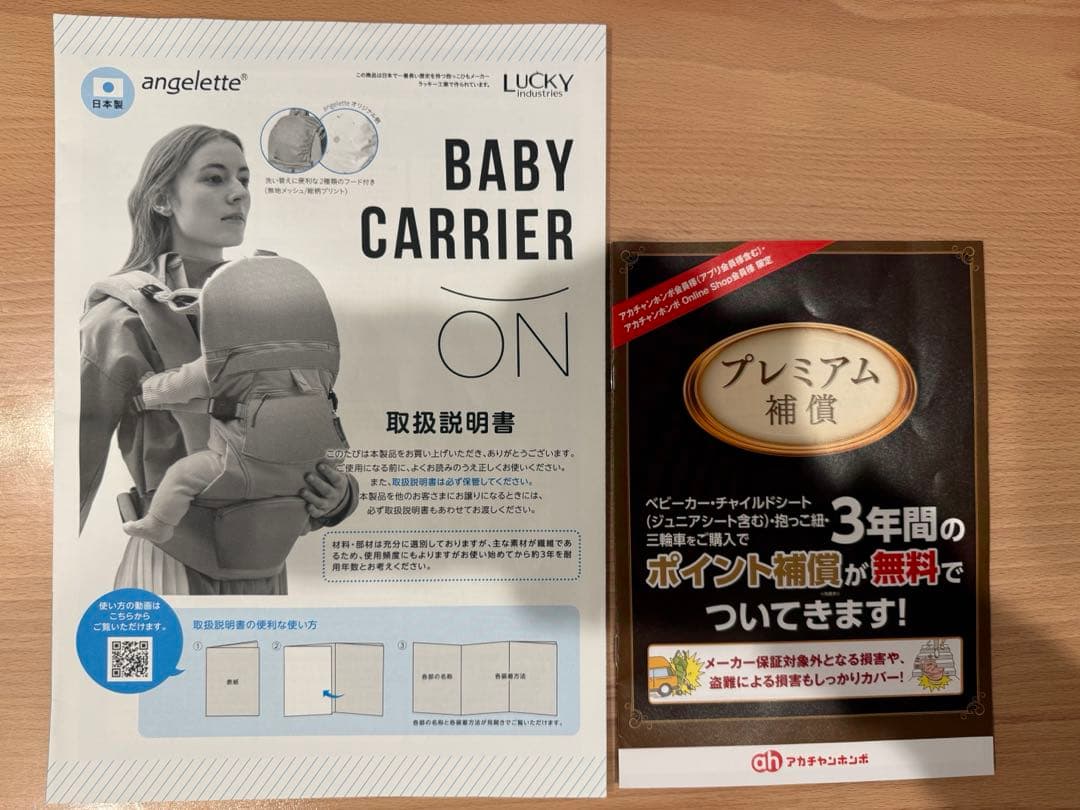 angelette®
日本製
この商品は日本で一番長い歴史を持つ抱っこひもメーカー
ラッキー工業で作られています。
LUCKY
industries
angelette オリジナル柄
洗い替えに便利な2種類のフード付き
(無地メッシュ/総柄プリント)
BABY
CARRIER
ON
取扱説明書
このたびは本製品をお買い上げいただき、ありがとうございます。
ご使用になる前に、よくお読みのうえ正しくお使いください。
また、取扱説明書は必ず保管してください。
本製品を他のお客さまにお譲りになるときには、
必ず取扱説明書もあわせてお渡しください。
材料・部材は充分に選別しておりますが、主な素材が繊維であ
るため、使用頻度にもよりますがお使い始めてから約3年を耐
用年数とお考えください。
使い方の動画は
こちらから
ご覧いただけます。
取扱説明書の便利な使い方
①
表紙
②
③
各部の名称
各装着方法
各部の名称と各装着方法が見開きでご覧いただけます。
アカチャンホンポ会員様(アプリ会員様含む)・
アカチャンホンポ Online Shop会員様 限定
プレミアム
補償
ベビーカー・チャイルドシート
(ジュニアシート含む)・抱っこ紐・
三輪車をご購入で
3年間の
ポイント補償が無料で
ついてきます!
メーカー保証対象外となる損害や、
盗難による損害もしっかりカバー!
ah アカチャンホンポ